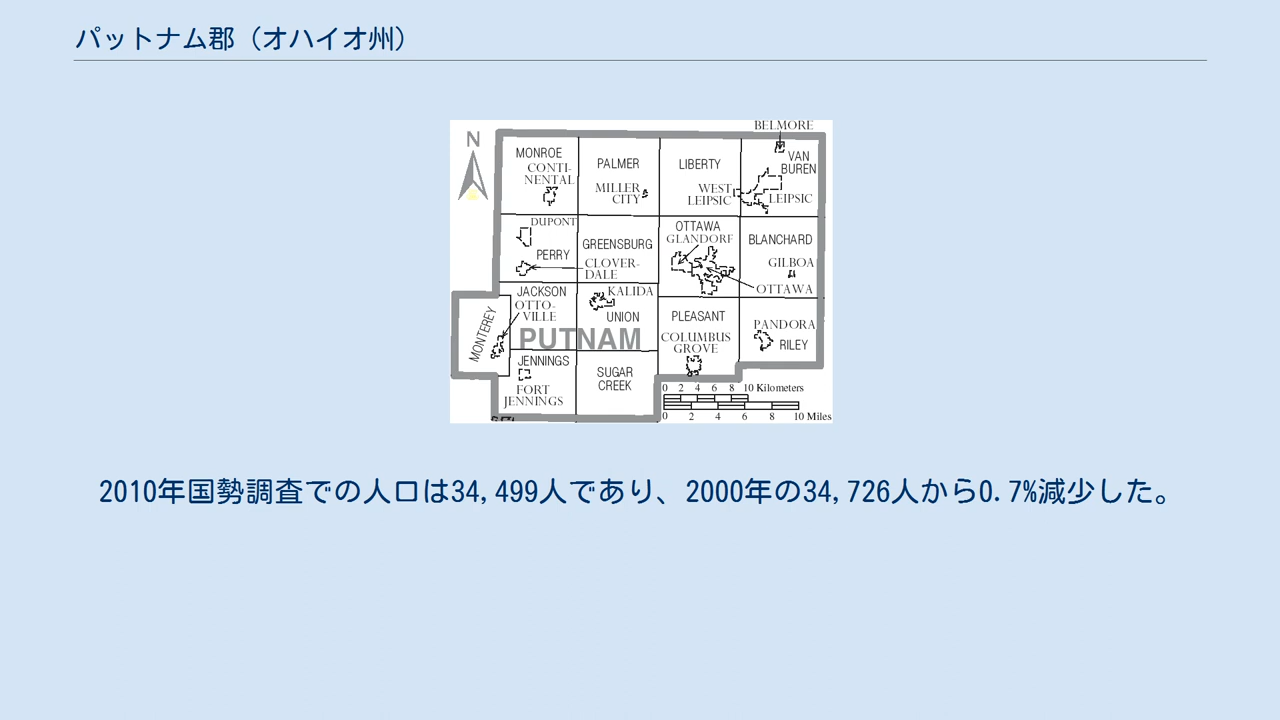 パットナム郡（オハイオ州）
N
BELMORE
MONROE
CONTI-
NENTAL
PALMER
MILLER
CITY
LIBERTY
WEST
LEIPSIC
VAN
BUREN
LEIPSIC
DUPONT
PERRY
GREENSBURG
CLOVER-
DALE
OTTAWA
GLANDORF
BLANCHARD
GILBOA
OTTAWA
MONTEREY
JACKSON
OTTO-
VILLE
KALIDA
UNION
PUTNAM
PLEASANT
COLUMBUS
GROVE
PANDORA
RILEY
JENNINGS
FORT
JENNINGS
SUGAR
CREEK
0 2 4 6 8 10 Kilometers
0 2 4 6 8 10 Miles
2010年国勢調査での人口は34,499人であり、2000年の34,726人から0.7%減少した。